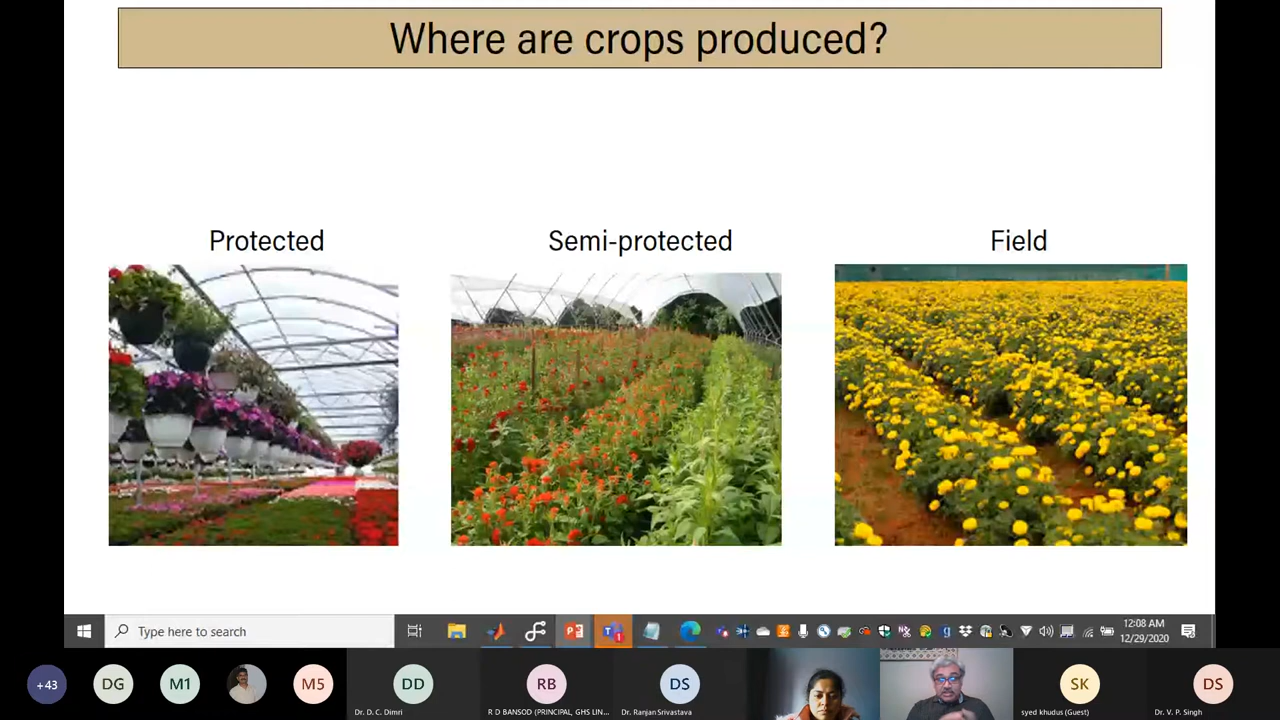 Where are crops produced?
Protected
Semi-protected
Field
Type here to search
12:08 AM
12/29/2020
+43
DG
M1
M5
DD
RB
DS
SK
DS
Dr. D. C. Dimri
R D BANSOD (PRINCIPAL, GHS LIN...
Dr. Ranjan Srivastava
syed khudus (Guest)
Dr. V. P. Singh